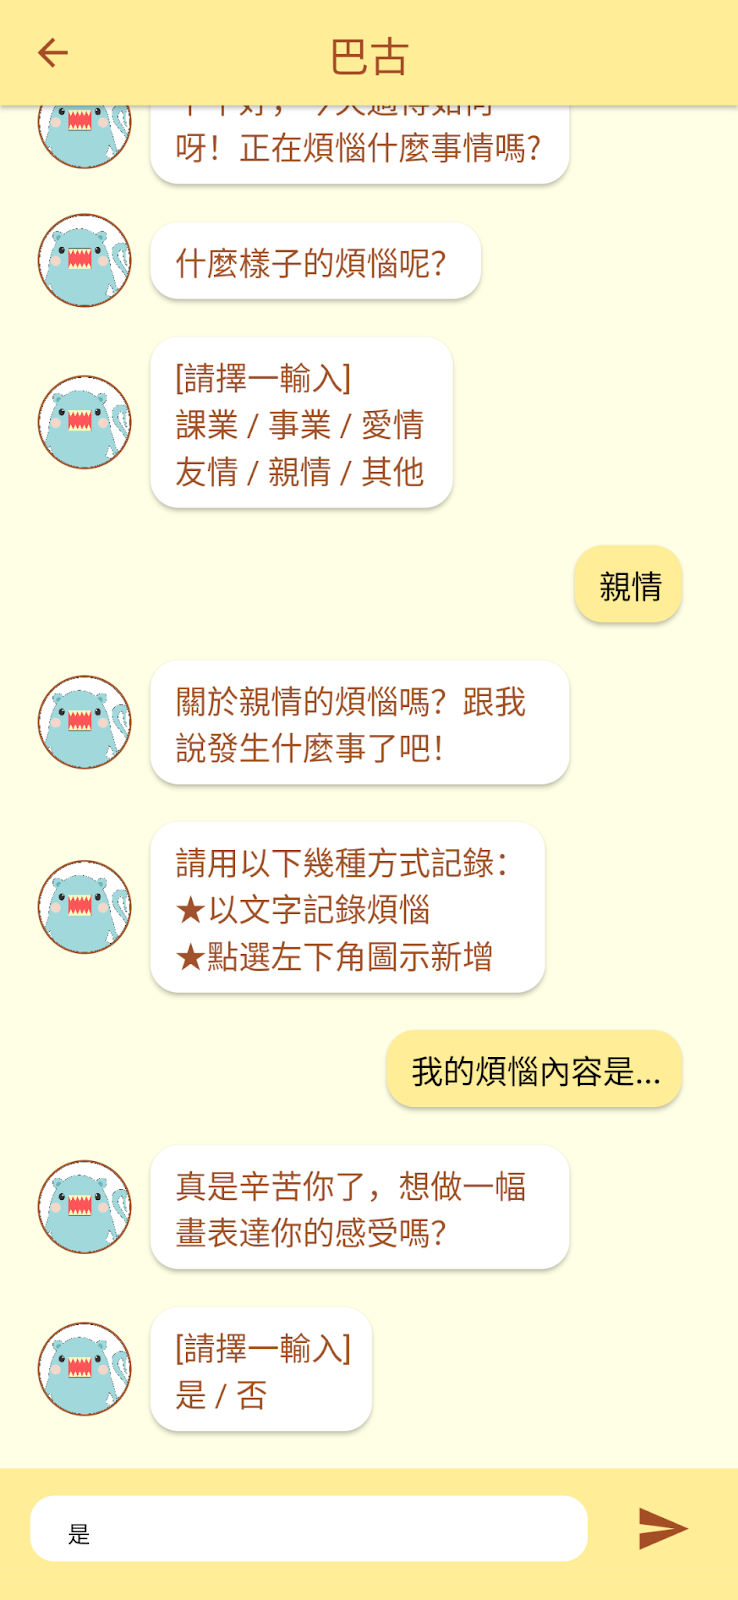 巴古
呀！正在煩惱什麼事情嗎？
什麼樣子的煩惱呢？
[請擇一輸入]
課業 / 事業 / 愛情
友情 / 親情 / 其他
親情
關於親情的煩惱嗎？跟我
說發生什麼事了吧！
請用以下幾種方式記錄：
★以文字記錄煩惱
★點選左下角圖示新增
我的煩惱內容是...
真是辛苦你了，想做一幅
畫表達你的感受嗎？
[請擇一輸入]
是 / 否
是